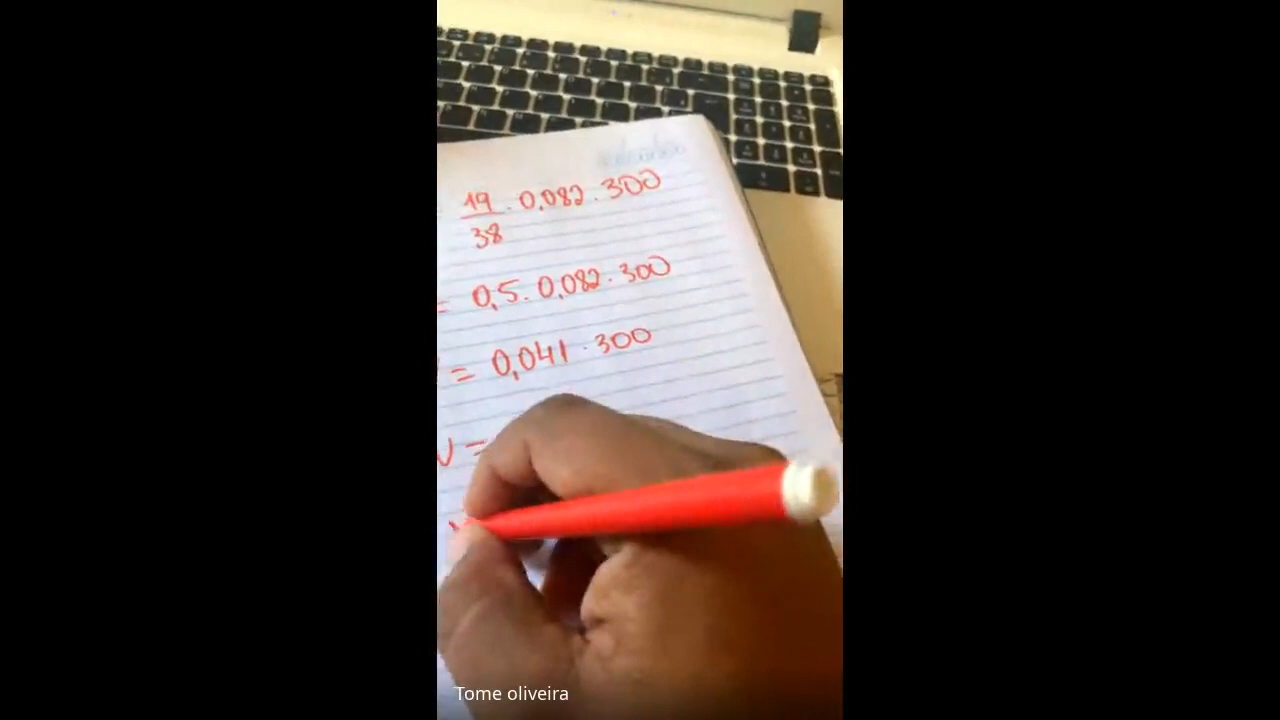 19/38 . 0,082 . 300
= 0,5 . 0,082 . 300
= 0,041 . 300
V =
Tome oliveira